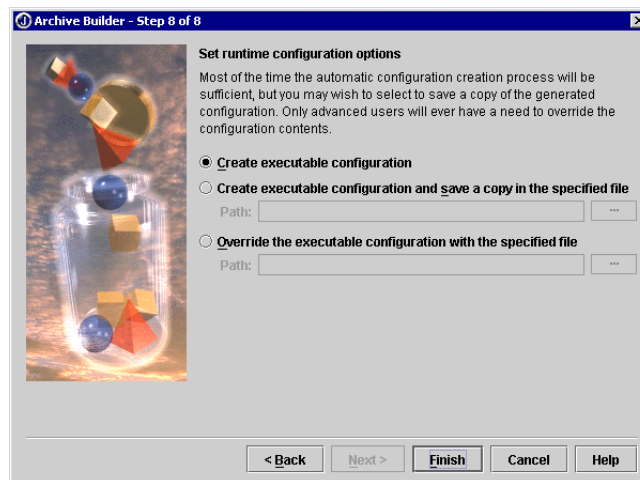 Archive Builder - Step 8 of 8
Set runtime configuration options
Most of the time the automatic configuration creation process will be
sufficient, but you may wish to select to save a copy of the generated
configuration. Only advanced users will ever have a need to override the
configuration contents.
Create executable configuration
Create executable configuration and save a copy in the specified file
Path:
...
Override the executable configuration with the specified file
Path:
...
< Back
Next >
Finish
Cancel
Help